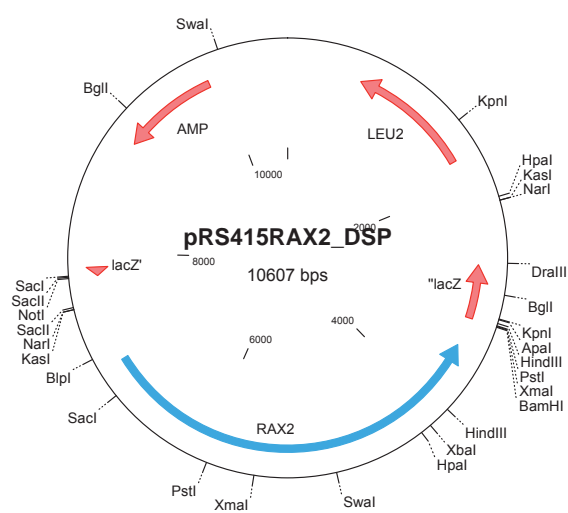 SwaI
BglI
AMP
LEU2
KpnI
HpaI
KasI
NarI
10000
2000
pRS415RAX2_DSP
10607 bps
lacZ'
8000
"lacZ
DraIII
BglI
SacI
SacII
NotI
SacII
NarI
KasI
KpnI
ApaI
HindIII
PstI
XmaI
BamHI
6000
4000
BlpI
SacI
RAX2
HindIII
XbaI
HpaI
PstI
XmaI
SwaI